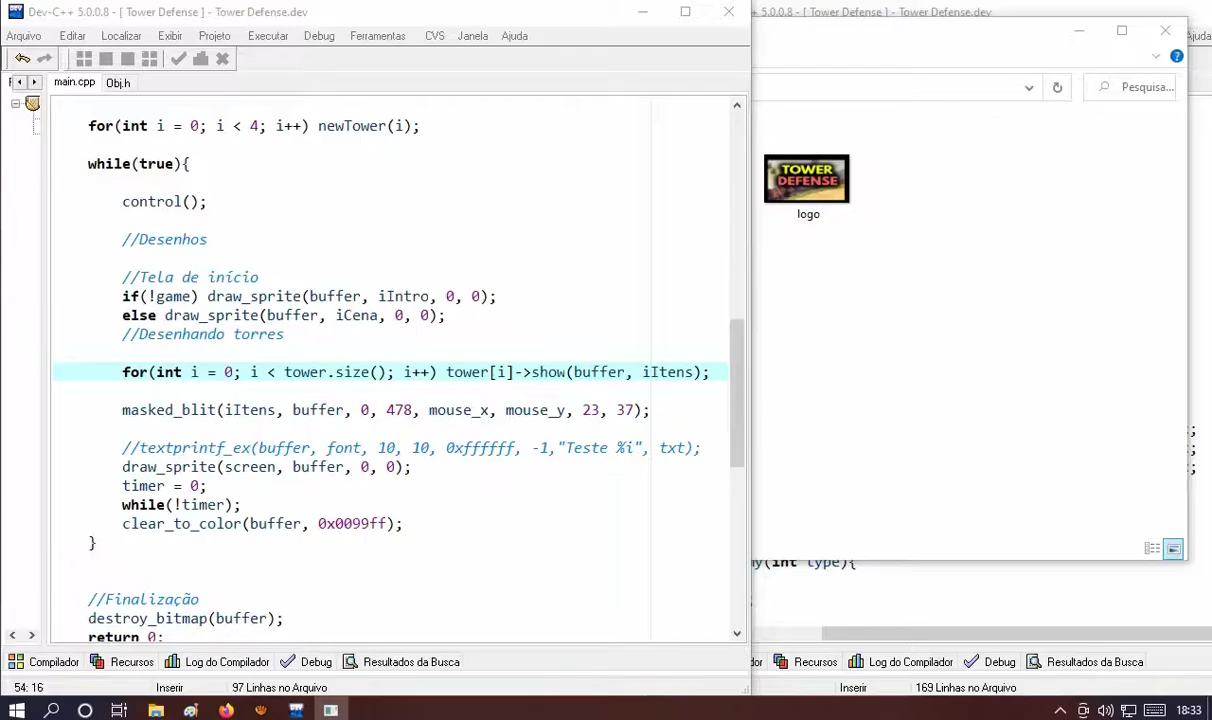 Dev-C++ 5.0.0.8 - [ Tower Defense ] - Tower Defense.dev
-C++ 5.0.0.8 - [ Tower Defense ] - Tower Defense.dev
Arquivo Editar Localizar Exibir Projeto Executar Debug Ferramentas CVS Janela Ajuda
Ajuda
Pesquisa...
main.cpp Obj.h
for(int i = 0; i < 4; i++) newTower(i);
while(true){
control();
//Desenhos
//Tela de início
if(!game) draw_sprite(buffer, iIntro, 0, 0);
else draw_sprite(buffer, iCena, 0, 0);
//Desenhando torres
for(int i = 0; i < tower.size(); i++) tower[i]->show(buffer, iItens);
masked_blit(iItens, buffer, 0, 478, mouse_x, mouse_y, 23, 37);
//textprintf_ex(buffer, font, 10, 10, 0xffffff, -1,"Teste %i", txt);
draw_sprite(screen, buffer, 0, 0);
timer = 0;
while(!timer);
clear_to_color(buffer, 0x0099ff);
}
//Finalização
destroy_bitmap(buffer);
return 0;
TOWER
DEFENSE
logo
;
;
;
(int type){
Compilador Recursos Log do Compilador Debug Resultados da Busca
dor Recursos Log do Compilador Debug Resultados da Busca
54: 16 Inserir 97 Linhas no Arquivo
Inserir 169 Linhas no Arquivo
18:33